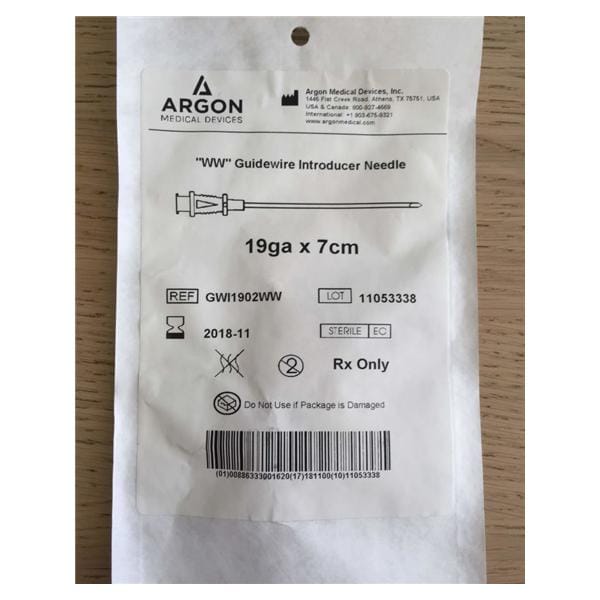 ARGON
MEDICAL DEVICES
Argon Medical Devices, Inc.
1445 Flat Creek Road, Athens, TX 75751, USA
USA & Canada: 800-927-4669
International: +1 903-675-9321
www.argonmedical.com
"WW" Guidewire Introducer Needle
19ga x 7cm
REF GWI1902WW LOT 11053338
2018-11 STERILE EO
2 Rx Only
Do Not Use if Package is Damaged
(01)00886333001620(17)181100(10)11053338